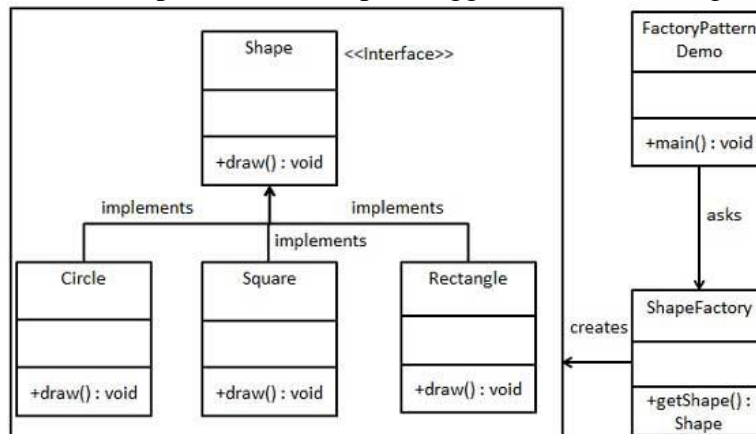 Shape
<<Interface>>
+draw() : void
implements
implements
implements
Circle
+draw() : void
Square
+draw() : void
Rectangle
+draw() : void
FactoryPattern
Demo
+main() : void
asks
ShapeFactory
creates
+getShape() :
Shape